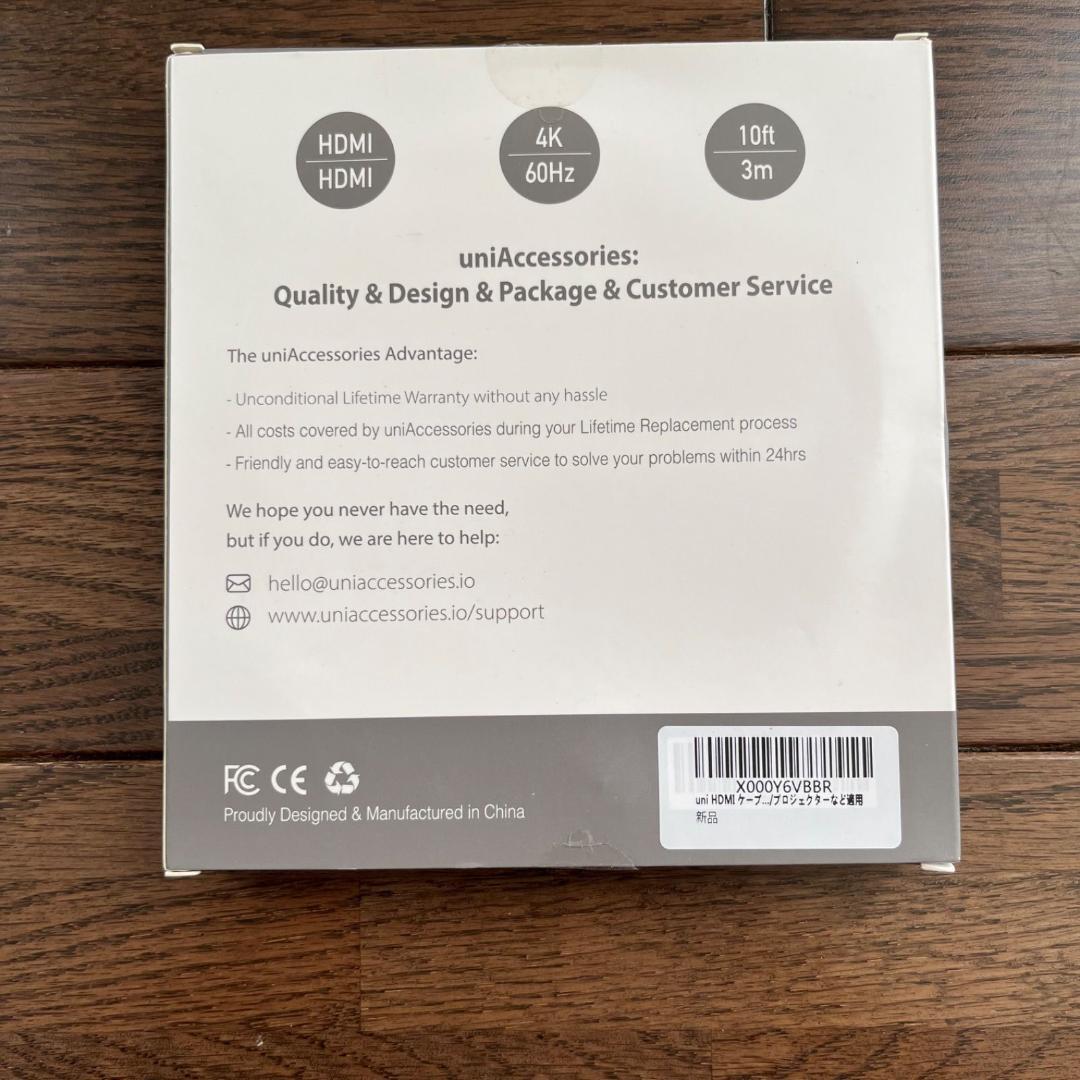 HDMI
HDMI
4K
60Hz
10ft
3m
uniAccessories:
Quality & Design & Package & Customer Service
The uniAccessories Advantage:
- Unconditional Lifetime Warranty without any hassle
- All costs covered by uniAccessories during your Lifetime Replacement process
- Friendly and easy-to-reach customer service to solve your problems within 24hrs
We hope you never have the need,
but if you do, we are here to help:
hello@uniaccessories.io
www.uniaccessories.io/support
FC CE
Proudly Designed & Manufactured in China
X000Y6VBBR
uni HDMI ケーブ.../プロジェクターなど適用
新品